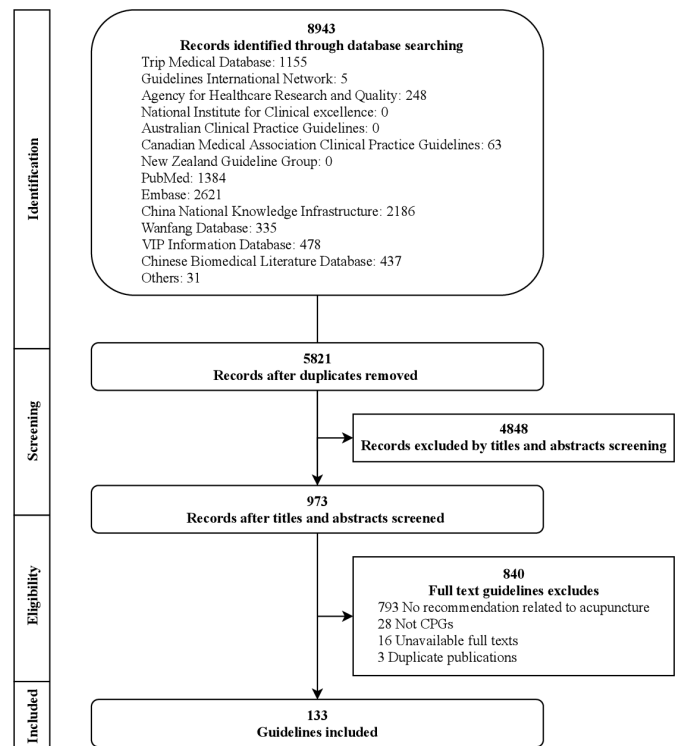 Identification
8943
Records identified through database searching
Trip Medical Database: 1155
Guidelines International Network: 5
Agency for Healthcare Research and Quality: 248
National Institute for Clinical excellence: 0
Australian Clinical Practice Guidelines: 0
Canadian Medical Association Clinical Practice Guidelines: 63
New Zealand Guideline Group: 0
PubMed: 1384
Embase: 2621
China National Knowledge Infrastructure: 2186
Wanfang Database: 335
VIP Information Database: 478
Chinese Biomedical Literature Database: 437
Others: 31
Screening
5821
Records after duplicates removed
4848
Records excluded by titles and abstracts screening
973
Records after titles and abstracts screened
Eligibility
840
Full text guidelines excludes
793 No recommendation related to acupuncture
28 Not CPGs
16 Unavailable full texts
3 Duplicate publications
Included
133
Guidelines included